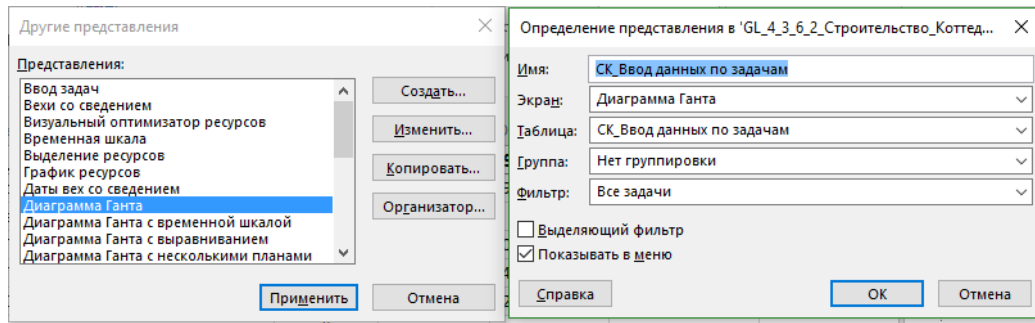 Другие представления
Представления:
Ввод задач
Вехи со сведением
Визуальный оптимизатор ресурсов
Временная шкала
Выделение ресурсов
График ресурсов
Даты вех со сведением
Диаграмма Ганта
Диаграмма Ганта с временной шкалой
Диаграмма Ганта с выравниванием
Диаграмма Ганта с несколькими планами
Создать...
Изменить...
Копировать...
Организатор...
Применить
Отмена
Определение представления в 'GL_4_3_6_2_Строительство_Коттед...
Имя: СК_Ввод данных по задачам
Экран: Диаграмма Ганта
Таблица: СК_Ввод данных по задачам
Группа: Нет группировки
Фильтр: Все задачи
Выделяющий фильтр
Показывать в меню
Справка
ОК
Отмена